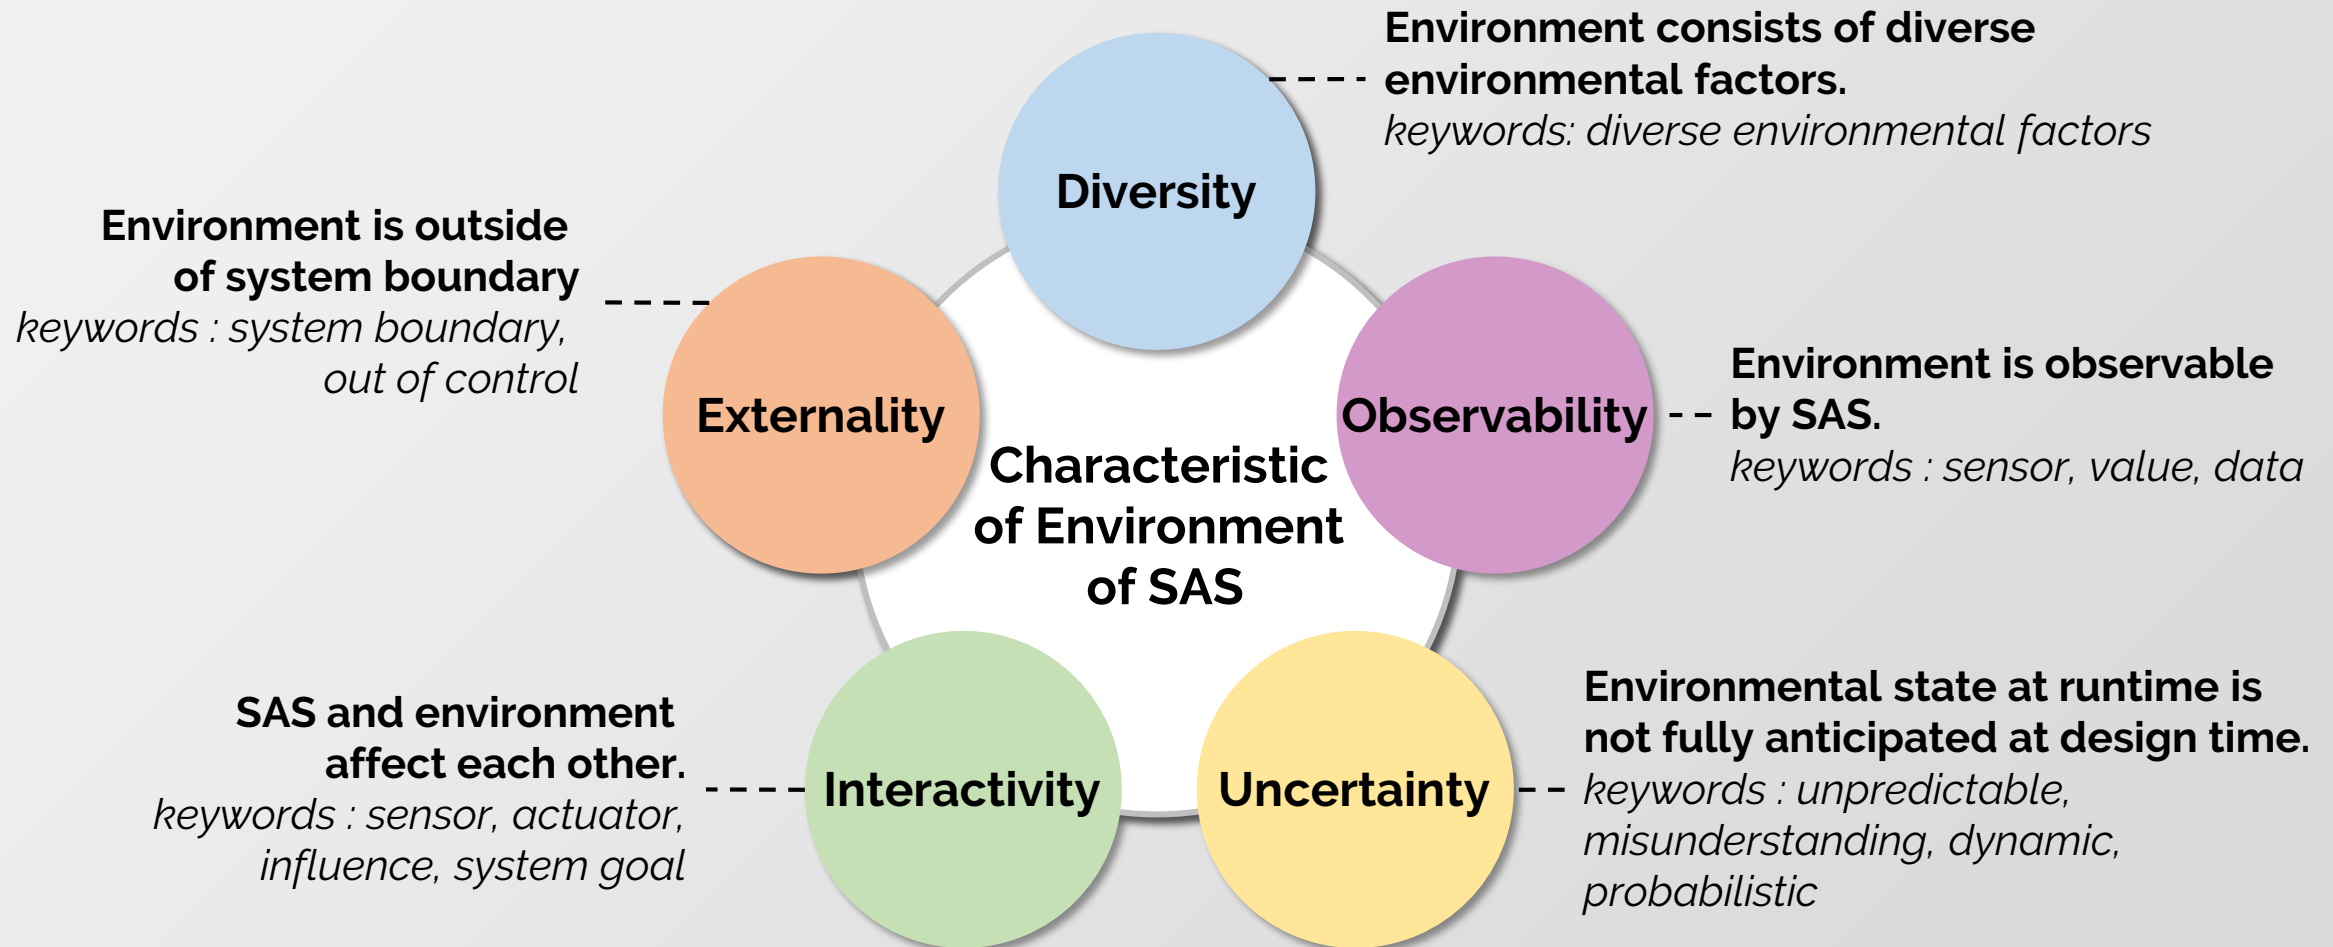 Environment consists of diverse
environmental factors.
keywords: diverse environmental factors
Diversity
Environment is outside
of system boundary
keywords : system boundary,
out of control
Externality
Observability
Environment is observable
by SAS.
keywords : sensor, value, data
Characteristic
of Environment
of SAS
SAS and environment
affect each other.
keywords : sensor, actuator,
influence, system goal
Interactivity
Uncertainty
Environmental state at runtime is
not fully anticipated at design time.
keywords : unpredictable,
misunderstanding, dynamic,
probabilistic